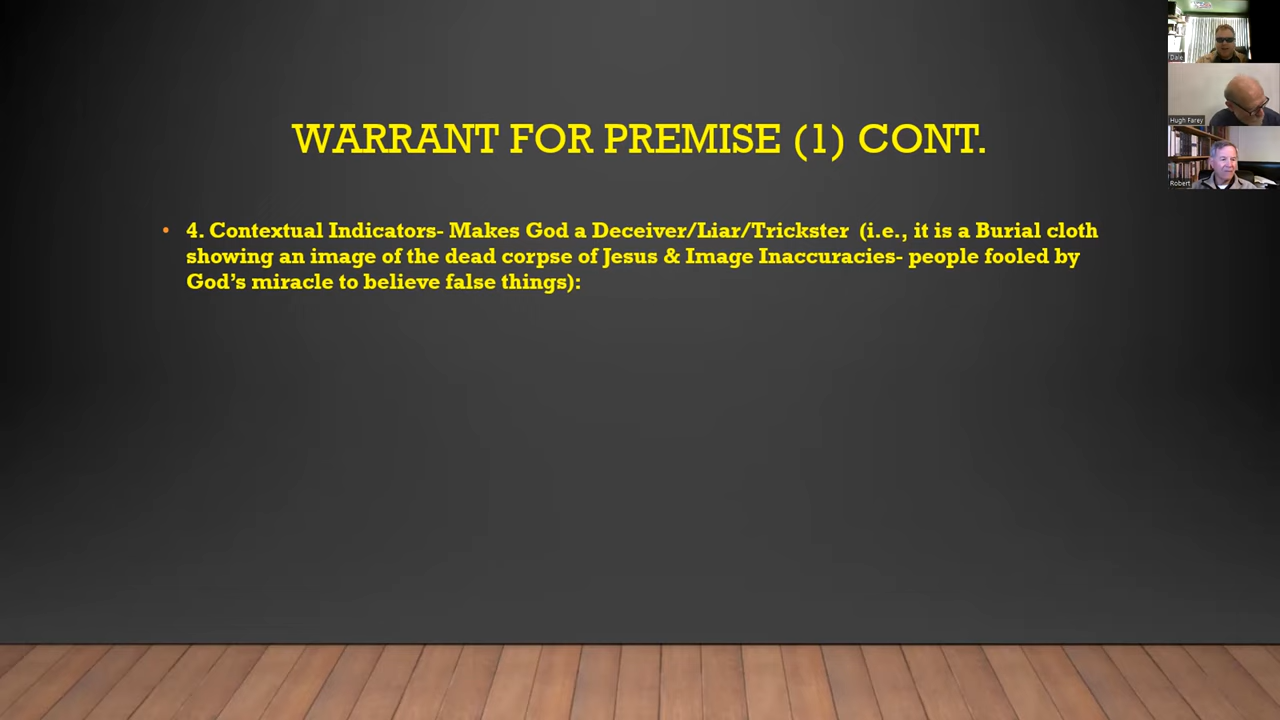 WARRANT FOR PREMISE (1) CONT.
• 4. Contextual Indicators- Makes God a Deceiver/Liar/Trickster (i.e., it is a Burial cloth
showing an image of the dead corpse of Jesus & Image Inaccuracies- people fooled by
God’s miracle to believe false things):
Dale
Hugh Farey
Robert